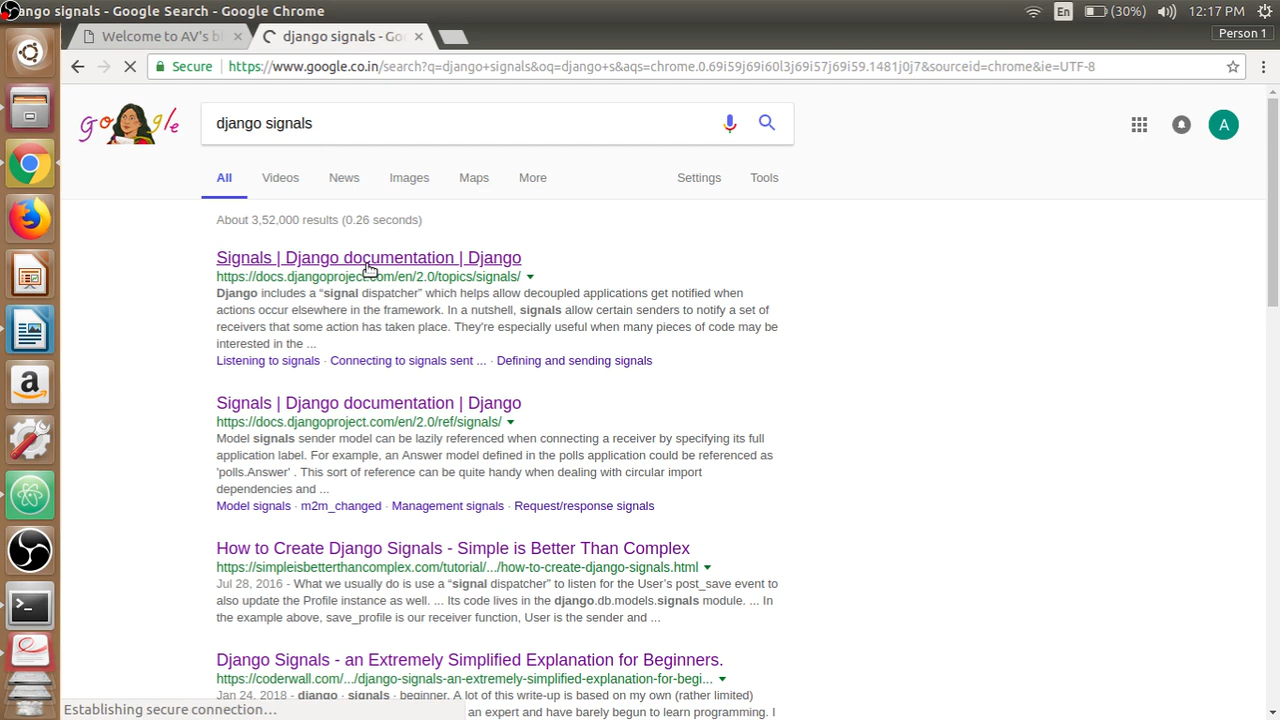 ango signals - Google Search - Google Chrome
En
(30%)
12:17 PM
Welcome to AV's bl
django signals - Go
Person 1
Secure
https://www.google.co.in/search?q=django+signals&oq=django+s&aqs=chrome.0.69i59j69i60l3j69i57j69i59.1481j0j7&sourceid=chrome&ie=UTF-8
django signals
A
All
Videos
News
Images
Maps
More
Settings
Tools
About 3,52,000 results (0.26 seconds)
Signals | Django documentation | Django
https://docs.djangoproject.com/en/2.0/topics/signals/
Django includes a “signal dispatcher” which helps allow decoupled applications get notified when
actions occur elsewhere in the framework. In a nutshell, signals allow certain senders to notify a set of
receivers that some action has taken place. They're especially useful when many pieces of code may be
interested in the ...
Listening to signals · Connecting to signals sent ... · Defining and sending signals
Signals | Django documentation | Django
https://docs.djangoproject.com/en/2.0/ref/signals/
Model signals sender model can be lazily referenced when connecting a receiver by specifying its full
application label. For example, an Answer model defined in the polls application could be referenced as
'polls.Answer' . This sort of reference can be quite handy when dealing with circular import
dependencies and ...
Model signals · m2m_changed · Management signals · Request/response signals
How to Create Django Signals - Simple is Better Than Complex
https://simpleisbetterthancomplex.com/tutorial/.../how-to-create-django-signals.html
Jul 28, 2016 - What we usually do is use a “signal dispatcher” to listen for the User’s post_save event to
also update the Profile instance as well. ... Its code lives in the django.db.models.signals module. ... In
the example above, save_profile is our receiver function, User is the sender and ...
Django Signals - an Extremely Simplified Explanation for Beginners.
https://coderwall.com/.../django-signals-an-extremely-simplified-explanation-for-begi...
Jan 24, 2018 - django · signals · beginner. A lot of this write-up is based on my own (rather limited)
an expert and have barely begun to learn programming. I
Establishing secure connection…